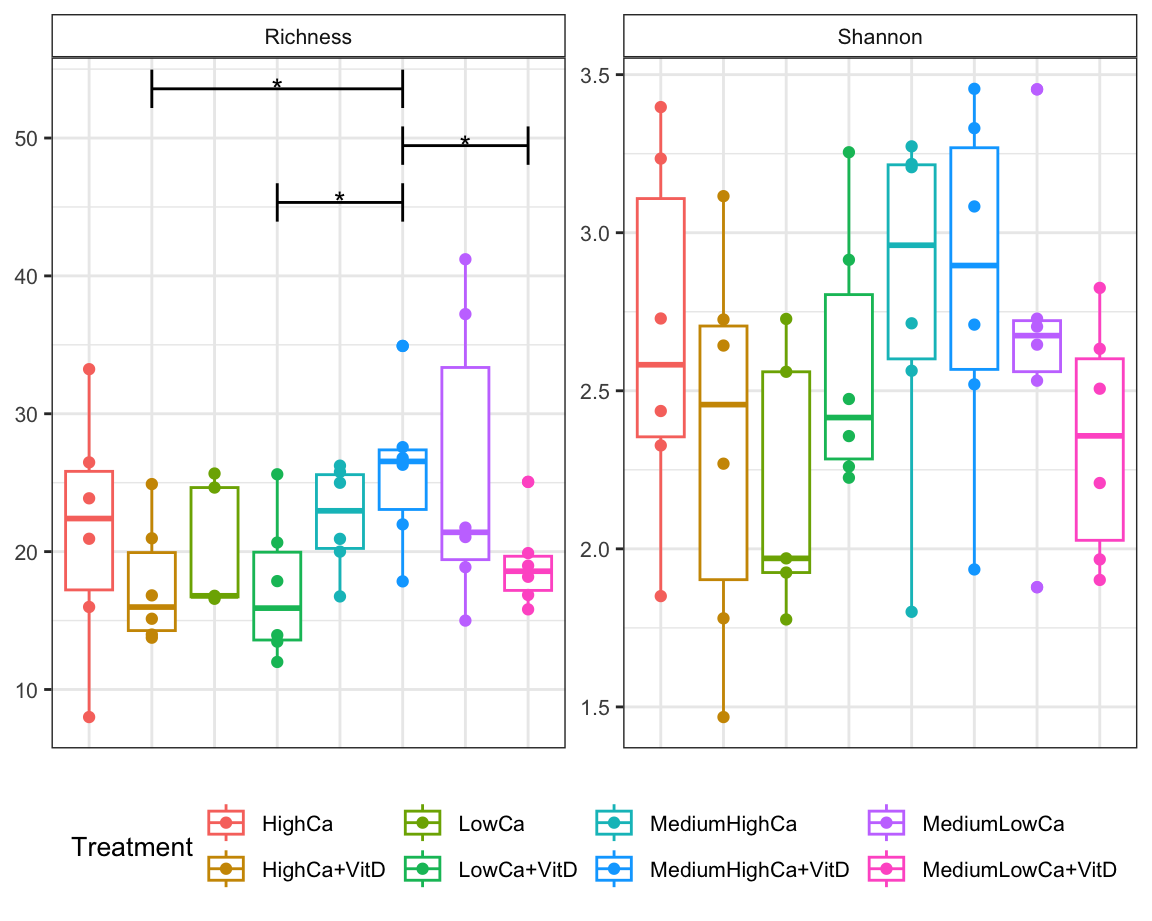 Richness Shannon
* * *
50
40
30
20
10
3.5
3.0
2.5
2.0
1.5
Treatment
HighCa LowCa MediumHighCa MediumLowCa
HighCa+VitD LowCa+VitD MediumHighCa+VitD MediumLowCa+VitD